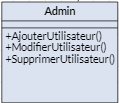 Admin
+AjouterUtilisateur()
+ModifierUtilisateur()
+SupprimerUtilisateur()